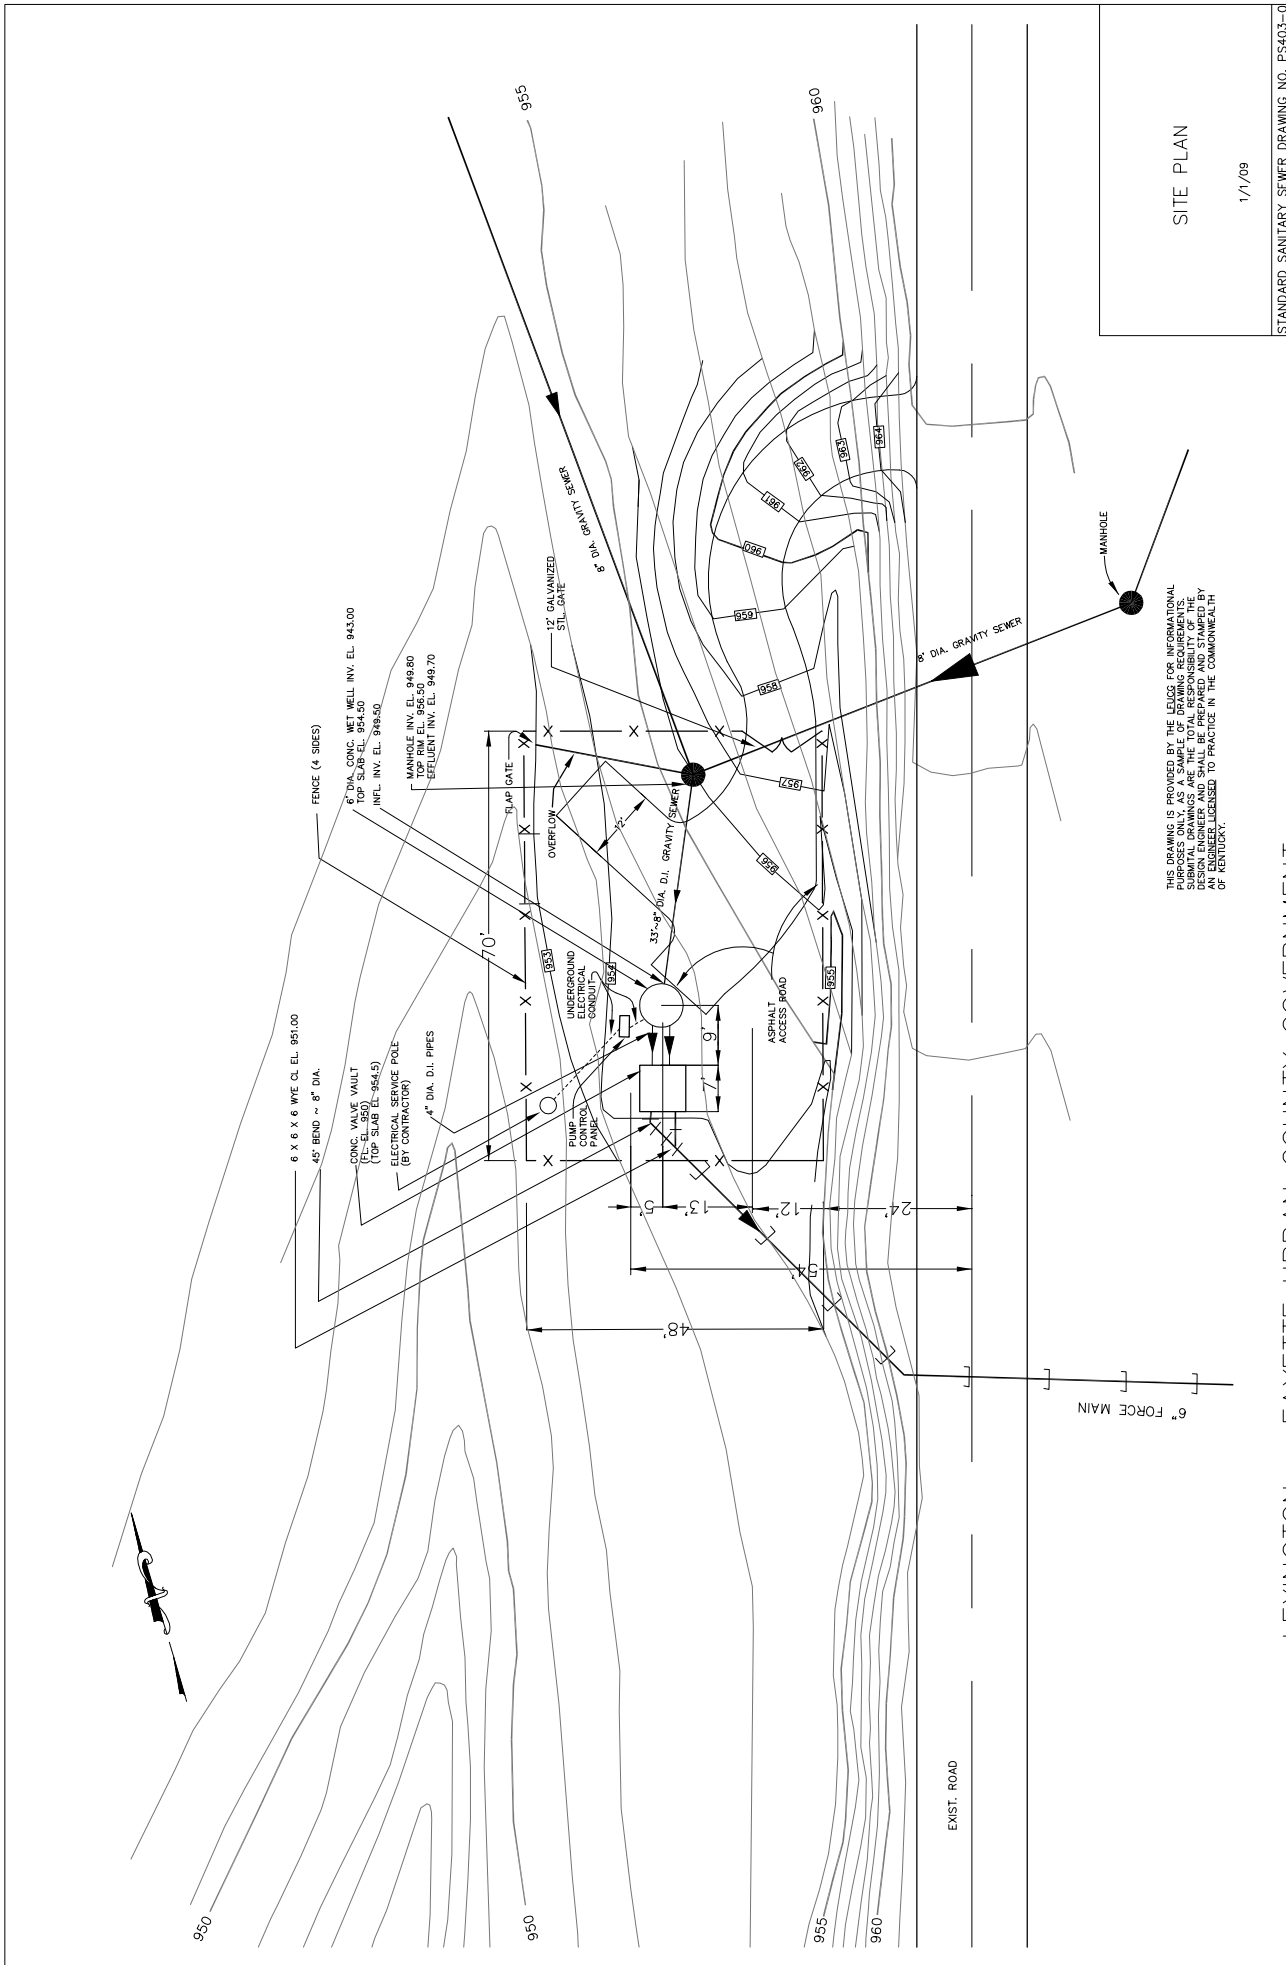 955
960
8" DIA. GRAVITY SEWER
12' GALVANIZED
STL. GATE
6' DIA. CONC. WET WELL INV. EL. 943.00
TOP SLAB EL. 954.50
INFL. INV. EL. 949.50
MANHOLE INV. EL. 949.80
TOP RIM EL. 956.50
EFFLUENT INV. EL. 949.70
FENCE (4 SIDES)
FLAP GATE
OVERFLOW
12'
33'~8" DIA. D.I. GRAVITY SEWER
70'
UNDERGROUND
ELECTRICAL
CONDUIT
6 X 6 X 6 WYE CL EL. 951.00
45° BEND ~ 8" DIA.
CONC. VALVE VAULT
(FL. EL. 950)
(TOP SLAB EL. 954.5)
ELECTRICAL SERVICE POLE
(BY CONTRACTOR)
4" DIA. D.I. PIPES
PUMP
CONTROL
PANEL
ASPHALT
ACCESS ROAD
9'
7'
5'
13'
12'
24'
54'
48'
953
954
955
956
957
958
959
960
961
962
963
964
8" DIA. GRAVITY SEWER
MANHOLE
6" FORCE MAIN
EXIST. ROAD
950
950
955
960
THIS DRAWING IS PROVIDED BY THE LFUCG FOR INFORMATIONAL
PURPOSES ONLY, AS A SAMPLE OF DRAWING REQUIREMENTS.
SUBMITAL DRAWINGS ARE THE TOTAL RESPONSIBILITY OF THE
DESIGN ENGINEER AND SHALL BE PREPARED AND STAMPED BY
AN ENGINEER LICENSED TO PRACTICE IN THE COMMONWEALTH
OF KENTUCKY.
SITE PLAN
1/1/09
STANDARD SANITARY SEWER DRAWING NO. PS403-0
LEXINGTON FAYETTE URBAN COUNTY GOVERNMENT